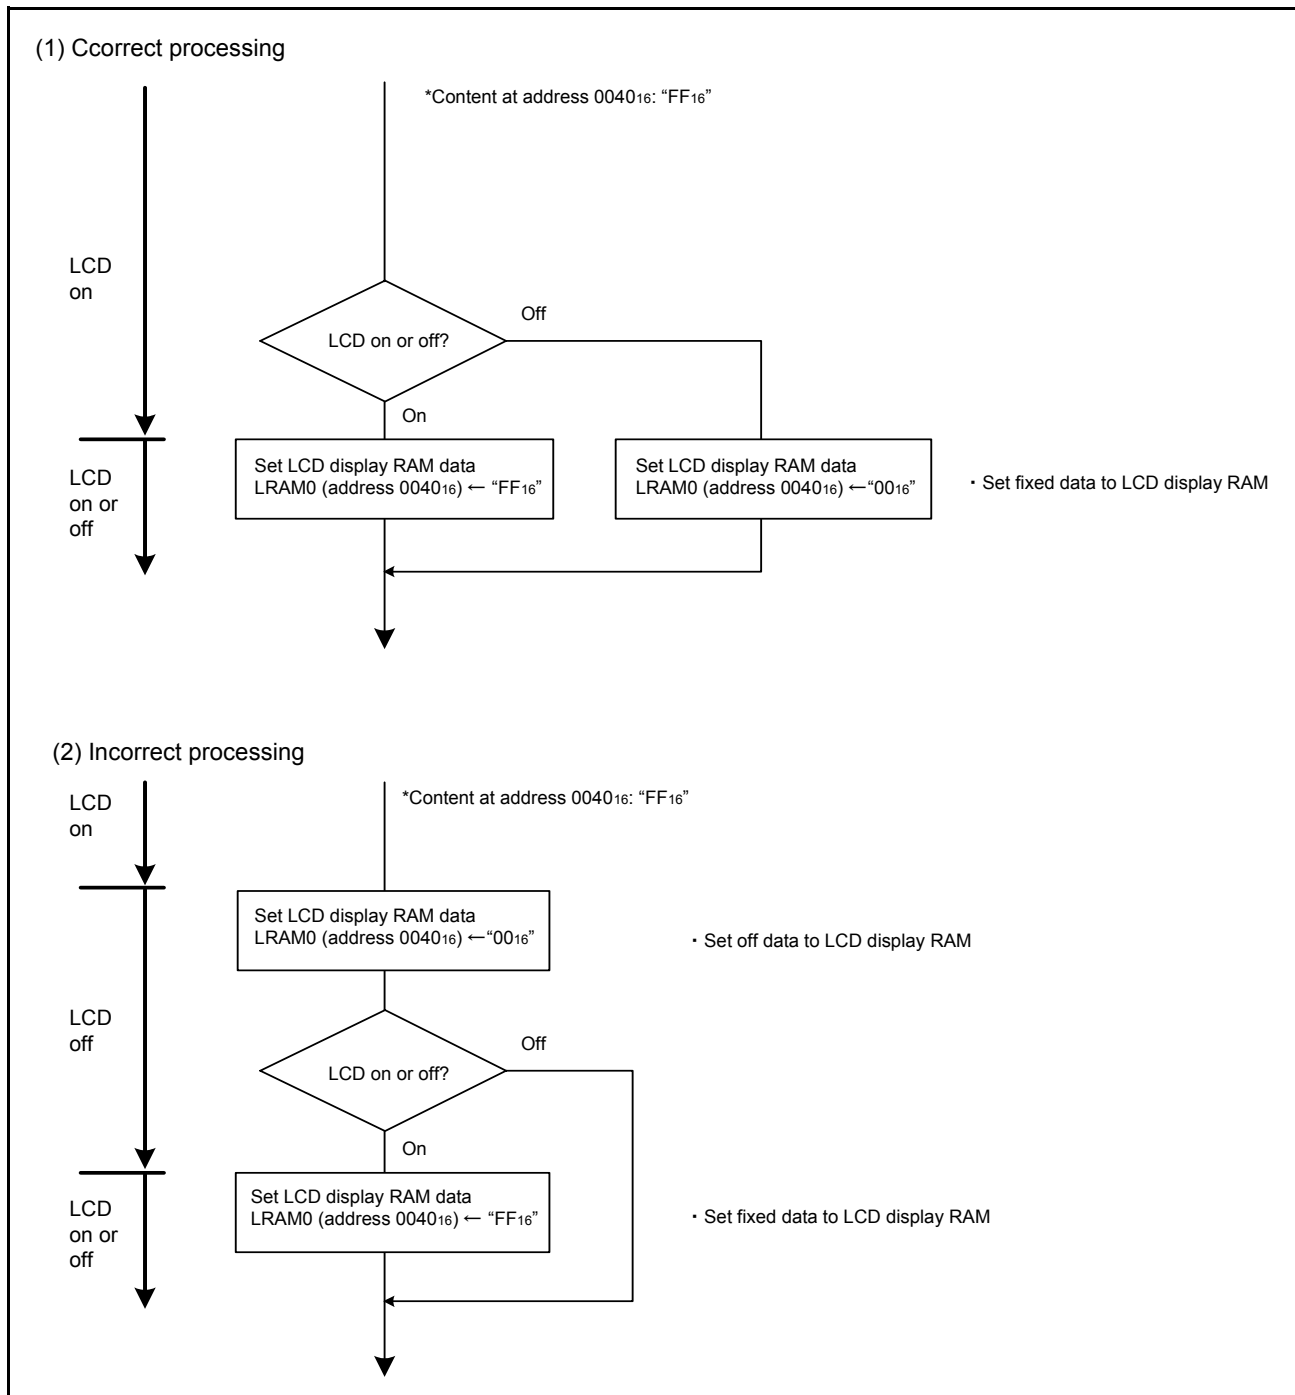 (1) Ccorrect processing
*Content at address 004016: “FF16”
LCD
on
Off
LCD on or off?
On
LCD
on or
off
Set LCD display RAM data
LRAM0 (address 004016) ← “FF16”
Set LCD display RAM data
LRAM0 (address 004016) ←“0016”
・Set fixed data to LCD display RAM
(2) Incorrect processing
LCD
on
*Content at address 004016: “FF16”
Set LCD display RAM data
LRAM0 (address 004016) ←“0016”
・Set off data to LCD display RAM
LCD
off
Off
LCD on or off?
On
LCD
on or
off
Set LCD display RAM data
LRAM0 (address 004016) ← “FF16”
・Set fixed data to LCD display RAM